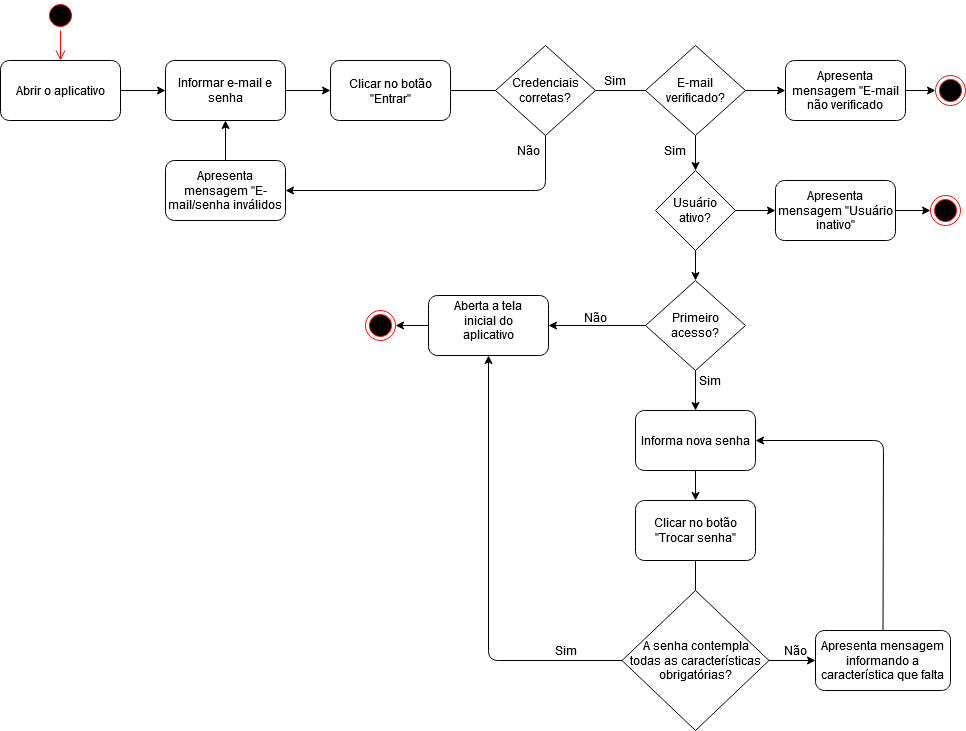 Abrir o aplicativo
Informar e-mail e
senha
Clicar no botão
"Entrar"
Credenciais
corretas?
Sim
E-mail
verificado?
Apresenta
mensagem "E-mail
não verificado
Não
Sim
Apresenta
mensagem "E-
mail/senha inválidos
Usuário
ativo?
Apresenta
mensagem "Usuário
inativo"
Aberta a tela
inicial do
aplicativo
Não
Primeiro
acesso?
Sim
Informa nova senha
Clicar no botão
"Trocar senha"
Sim
A senha contempla
todas as características
obrigatórias?
Não
Apresenta mensagem
informando a
característica que falta